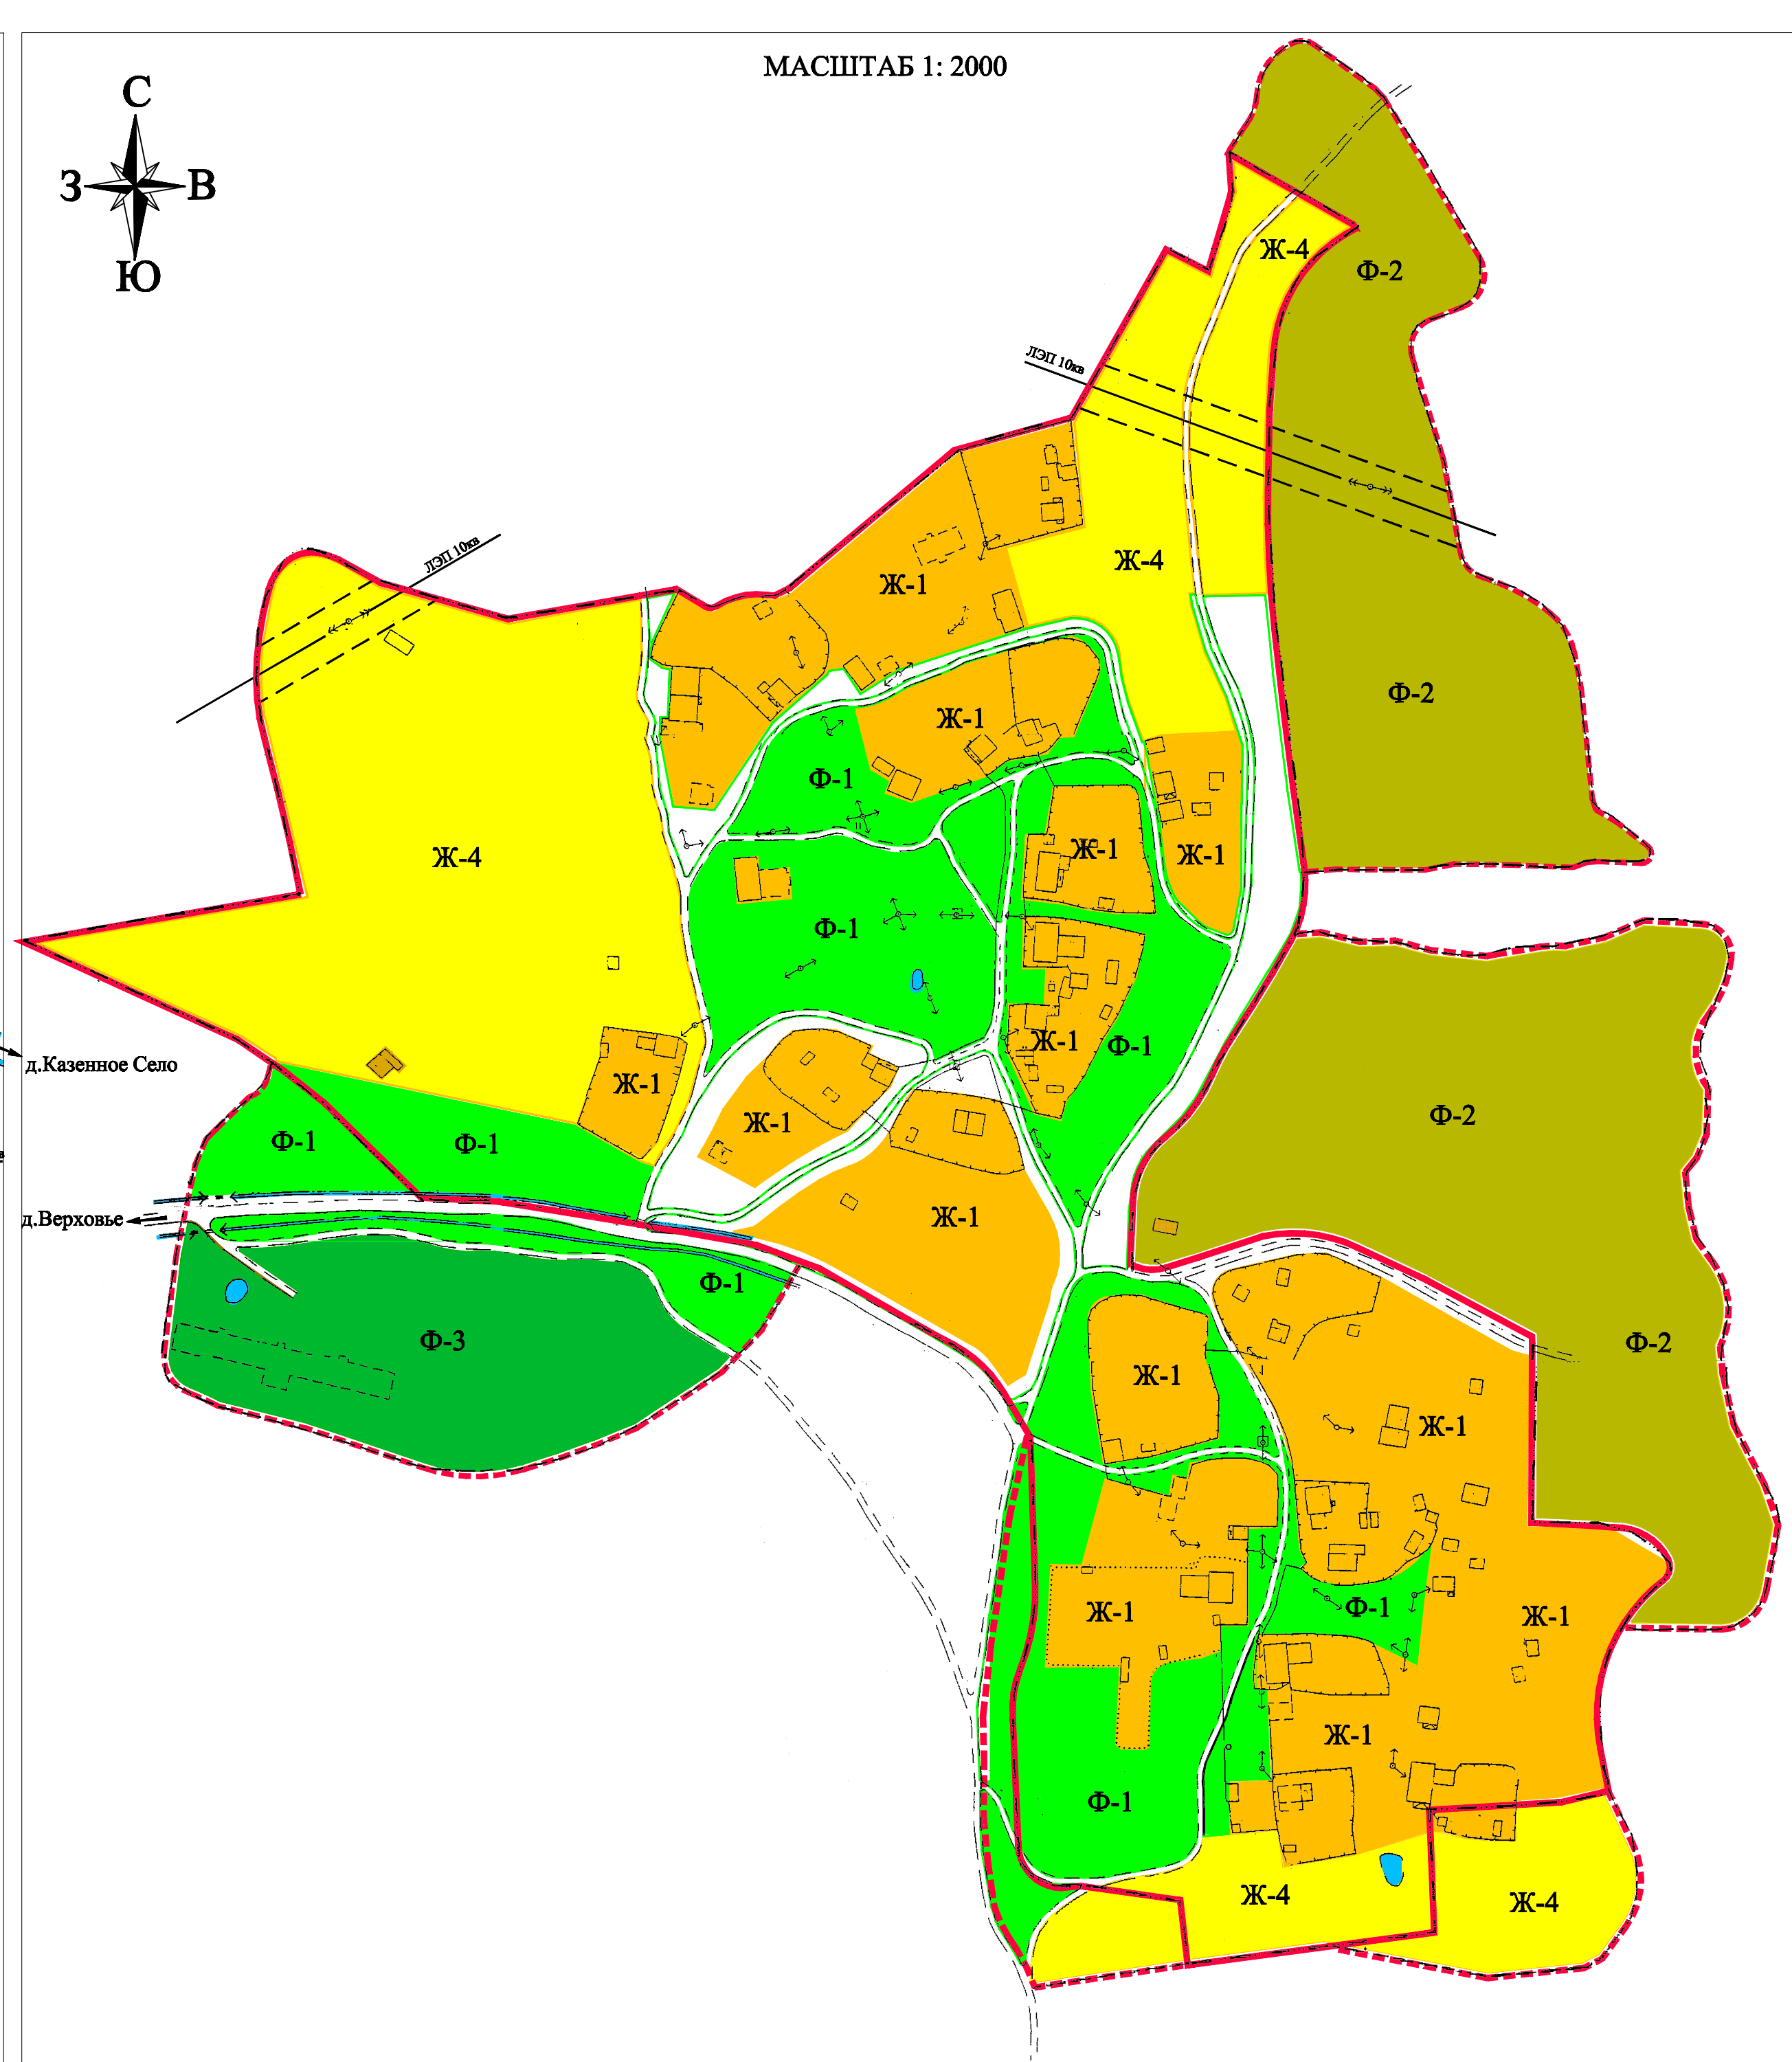 МАСШТАБ 1: 2000
С
З
В
Ю
Ж-4
Ф-2
ЛЭП 10кв
ЛЭП 10кв
Ж-4
Ж-1
Ф-2
Ж-1
Ф-1
Ж-1
Ж-1
Ж-4
Ф-1
Ж-1
Ф-1
д.Казенное Село
Ж-1
Ж-1
Ф-2
Ф-1
Ф-1
д.Верховье
Ж-1
Ф-1
Ф-3
Ф-2
Ж-1
Ж-1
Ж-1
Ф-1
Ж-1
Ж-1
Ф-1
Ж-4
Ж-4